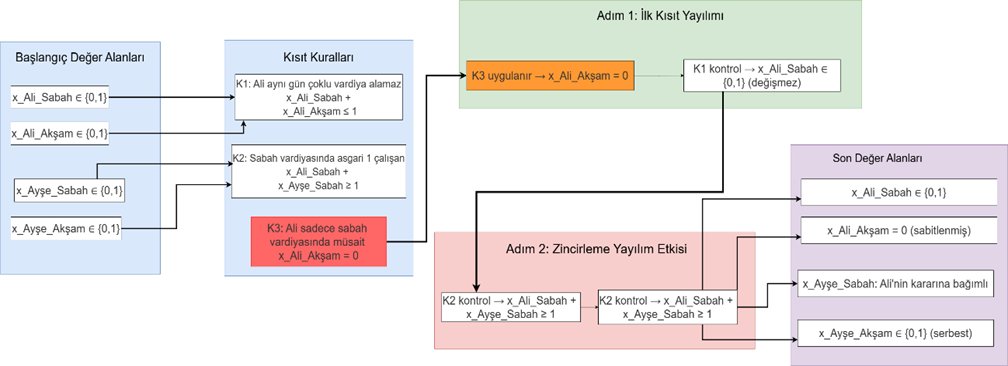 Başlangıç Değer Alanları
x_Ali_Sabah ∈ {0,1}
x_Ali_Akşam ∈ {0,1}
x_Ayşe_Sabah ∈ {0,1}
x_Ayşe_Akşam ∈ {0,1}
Kısıt Kuralları
K1: Ali aynı gün çoklu vardiya alamaz
x_Ali_Sabah +
x_Ali_Akşam ≤ 1
K2: Sabah vardiyasında asgari 1 çalışan
x_Ali_Sabah +
x_Ayşe_Sabah ≥ 1
K3: Ali sadece sabah
vardiyasında müsait
x_Ali_Akşam = 0
Adım 1: İlk Kısıt Yayılımı
K3 uygulanır → x_Ali_Akşam = 0
K1 kontrol → x_Ali_Sabah ∈
{0,1} (değişmez)
Adım 2: Zincirleme Yayılım Etkisi
K2 kontrol → x_Ali_Sabah +
x_Ayşe_Sabah ≥ 1
K2 kontrol → x_Ali_Sabah +
x_Ayşe_Sabah ≥ 1
Son Değer Alanları
x_Ali_Sabah ∈ {0,1}
x_Ali_Akşam = 0 (sabitlenmiş)
x_Ayşe_Sabah: Ali'nin kararına bağımlı
x_Ayşe_Akşam ∈ {0,1} (serbest)